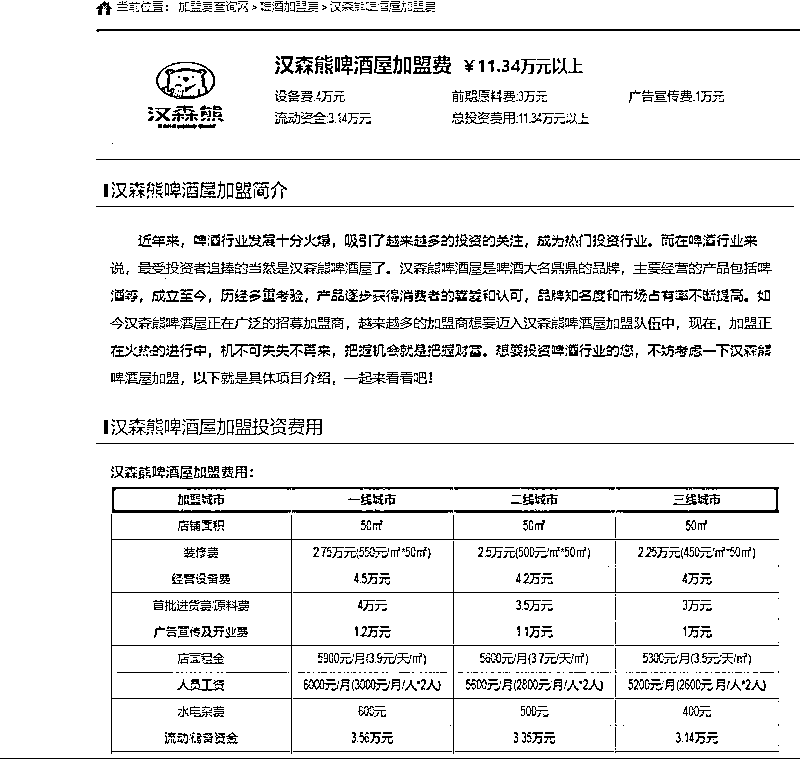 当前位置： 加盟费查询网 > 啤酒加盟费 > 汉森熊啤酒屋加盟费
汉森熊
汉森熊啤酒屋加盟费 ￥11.34万元以上
设备费:4万元 前期原料费:3万元 广告宣传费:1万元
流动资金:3.14万元 总投资费用:11.34万元以上
汉森熊啤酒屋加盟简介
近年来，啤酒行业发展十分火爆，吸引了越来越多的投资的关注，成为热门投资行业。而在啤酒行业来
说，最受投资者追捧的当然是汉森熊啤酒屋了。汉森熊啤酒屋是啤酒大名鼎鼎的品牌，主要经营的产品包括啤
酒等，成立至今，历经多重考验，产品逐步获得消费者的喜爱和认可，品牌知名度和市场占有率不断提高。如
今汉森熊啤酒屋正在广泛的招募加盟商，越来越多的加盟商想要迈入汉森熊啤酒屋加盟队伍中，现在，加盟正
在火热的进行中，机不可失失不再来，把握机会就是把握财富。想要投资啤酒行业的您，不妨考虑一下汉森熊
啤酒屋加盟，以下就是具体项目介绍，一起来看看吧！
汉森熊啤酒屋加盟投资费用
汉森熊啤酒屋加盟费用：
加盟城市 一线城市 二线城市 三线城市
店铺面积 50㎡ 50㎡ 50㎡
装修费 2.75万元(550元/㎡*50㎡) 2.5万元(500元/㎡*50㎡) 2.25万元(450元/㎡*50㎡)
经营设备费 4.5万元 4.2万元 4万元
首批进货费/原料费 4万元 3.5万元 3万元
广告宣传及开业费 1.2万元 1.1万元 1万元
店面租金 5900元/月(3.9元/天/㎡) 5600元/月(3.7元/天/㎡) 5300元/月(3.5元/天/㎡)
人员工资 6000元/月(3000元/月/人*2人) 5600元/月(2800元/月/人*2人) 5200元/月(2600元/月/人*2人)
水电杂费 600元 500元 400元
流动/储备资金 3.56万元 3.35万元 3.14万元